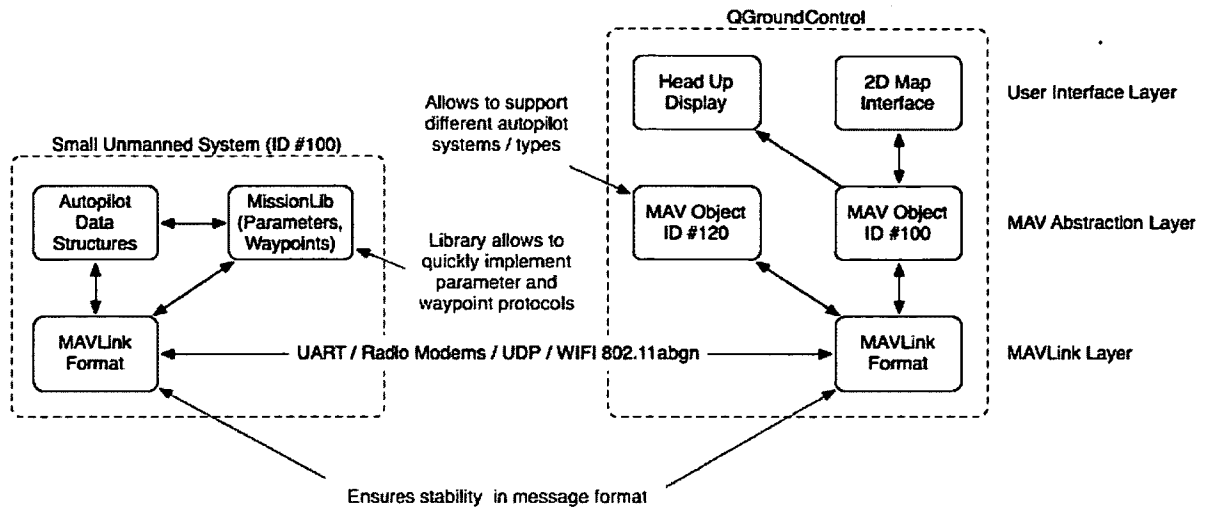 QGroundControl
Head Up
Display
2D Map
Interface
User Interface Layer
Allows to support
different autopilot
systems / types
Small Unmanned System (ID #100)
Autopilot
Data
Structures
MissionLib
(Parameters,
Waypoints)
MAV Object
ID #120
MAV Object
ID #100
MAV Abstraction Layer
Library allows to
quickly implement
parameter and
waypoint protocols
MAVLink
Format
UART / Radio Modems / UDP / WIFI 802.11abgn
MAVLink
Format
MAVLink Layer
Ensures stability in message format